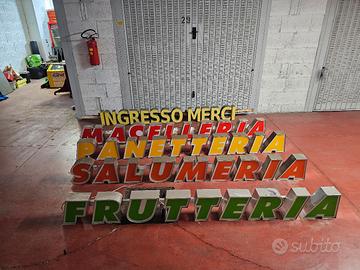 29
INGRESSO MERCI
MACELLERIA
PANETTERIA
SALUMERIA
FRUTTERIA
subito